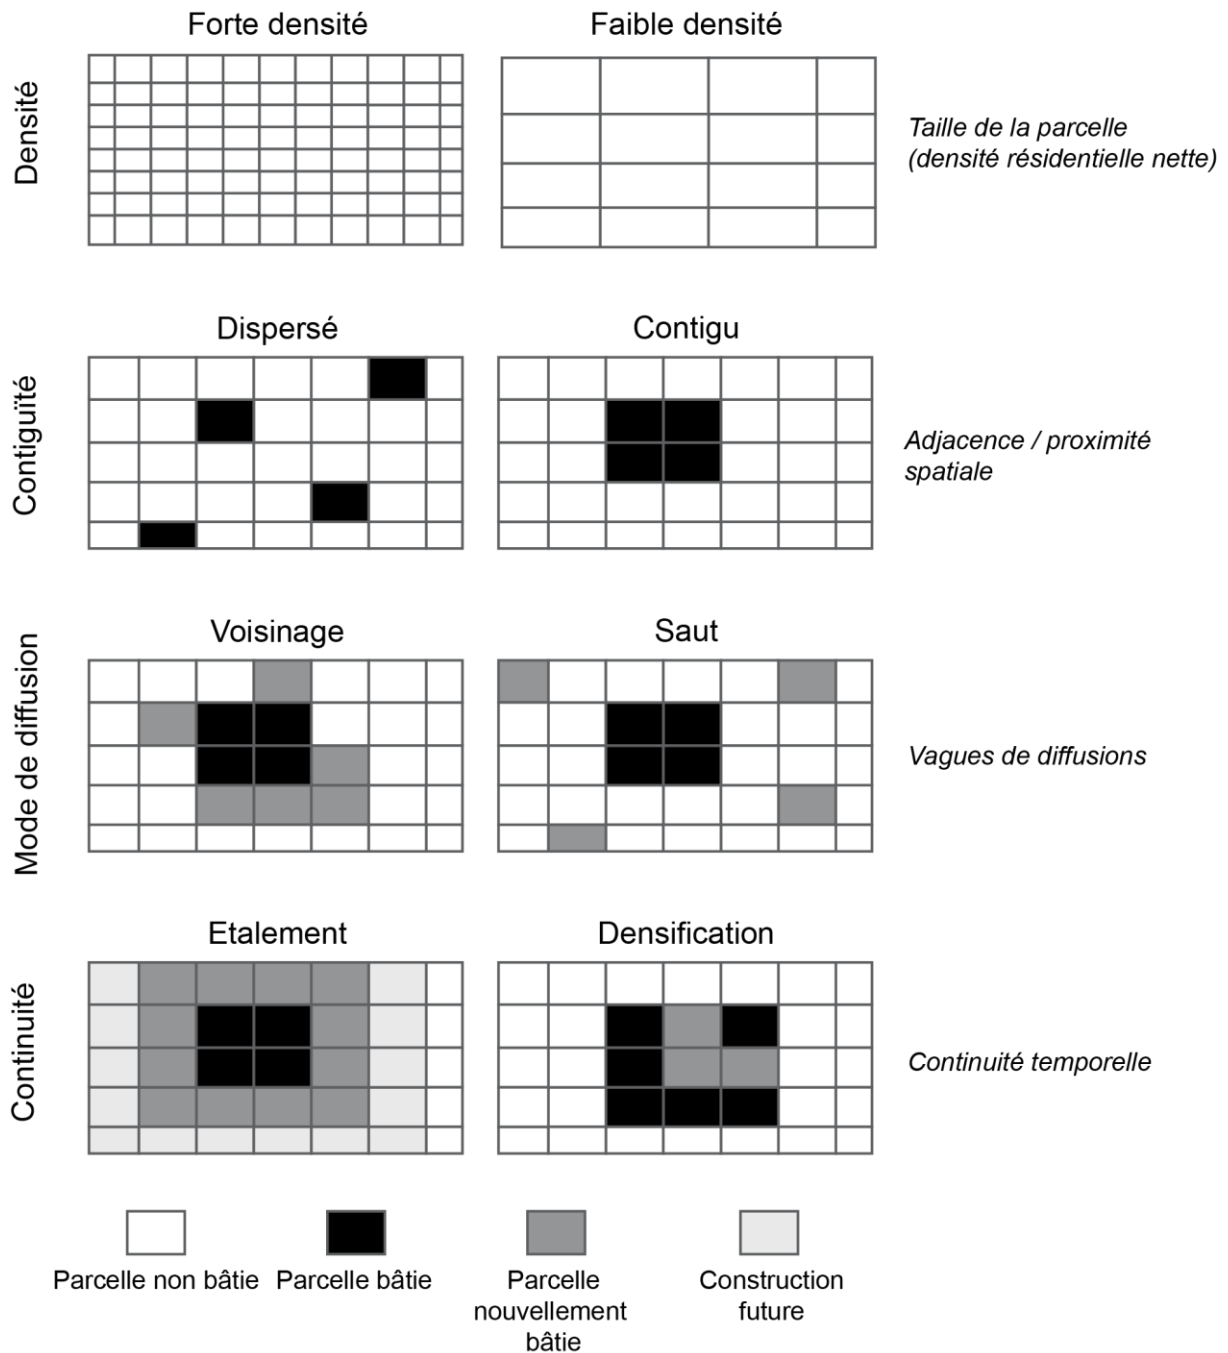 Forte densité
Faible densité
Densité
Taille de la parcelle
(densité résidentielle nette)
Dispersé
Contigu
Contiguïté
Adjacence / proximité
spatiale
Voisinage
Saut
Mode de diffusion
Vagues de diffusions
Etalement
Densification
Continuité
Continuité temporelle
Parcelle non bâtie
Parcelle bâtie
Parcelle
nouvellement
bâtie
Construction
future